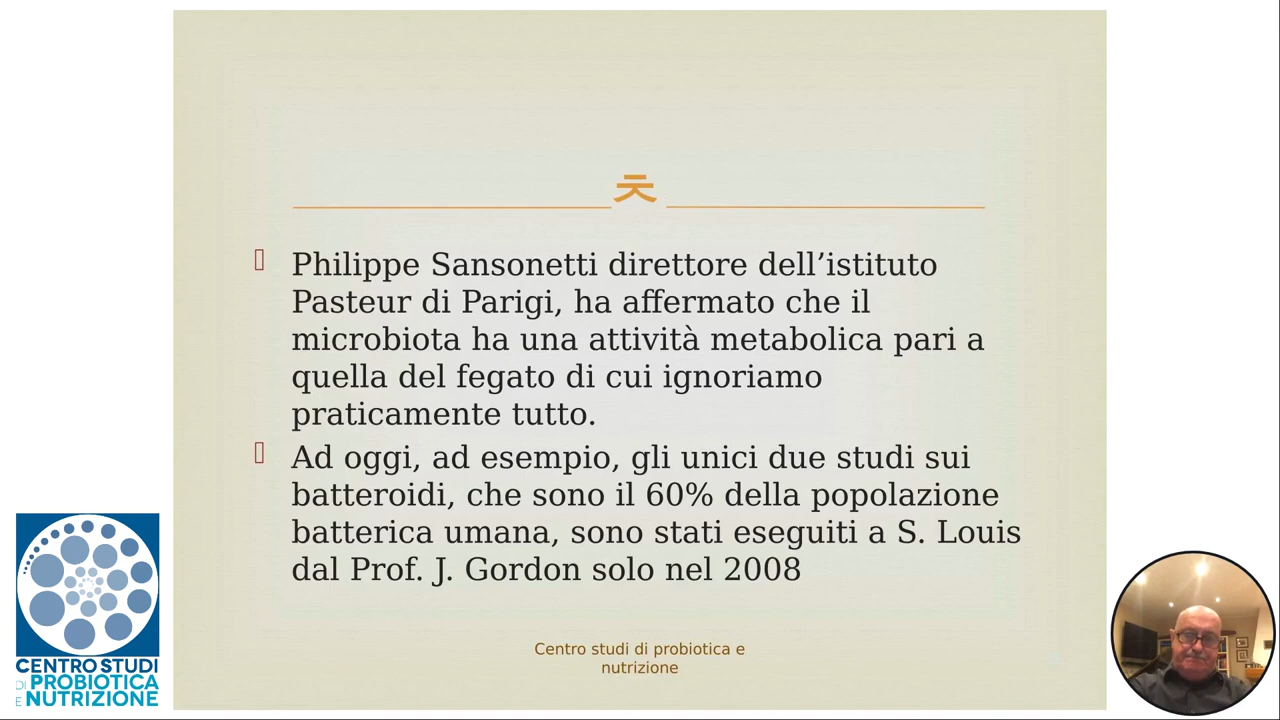 Philippe Sansonetti direttore dell’istituto
Pasteur di Parigi, ha affermato che il
microbiota ha una attività metabolica pari a
quella del fegato di cui ignoriamo
praticamente tutto.
Ad oggi, ad esempio, gli unici due studi sui
batteroidi, che sono il 60% della popolazione
batterica umana, sono stati eseguiti a S. Louis
dal Prof. J. Gordon solo nel 2008
Centro studi di probiotica e
nutrizione
CENTRO STUDI
DI PROBIOTICA
E NUTRIZIONE